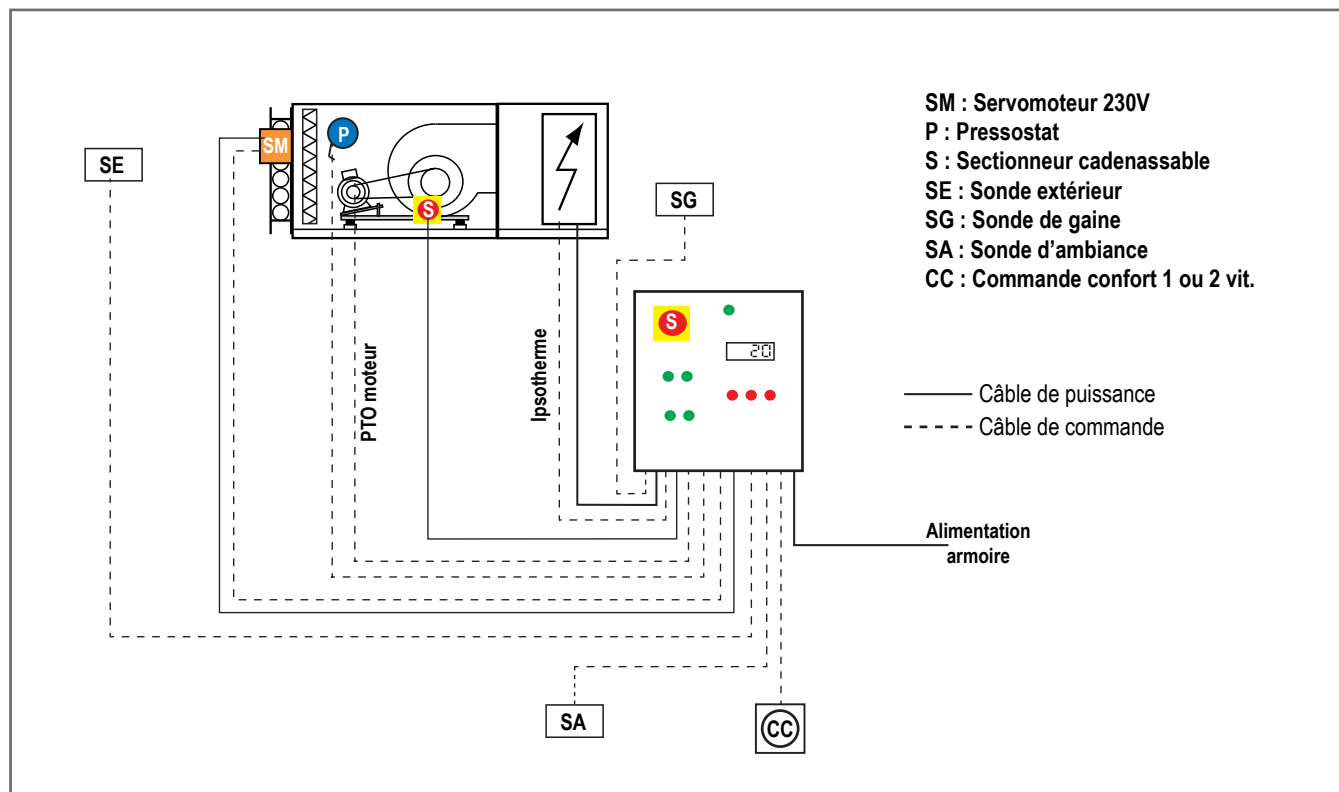 SM : Servomoteur 230V
P : Pressostat
S : Sectionneur cadenassable
SE : Sonde extérieur
SG : Sonde de gaine
SA : Sonde d'ambiance
CC : Commande confort 1 ou 2 vit.
SM
P
SE
S
SG
S
20
PTO moteur
Ipsotherme
Câble de puissance
Câble de commande
Alimentation
armoire
SA
CC